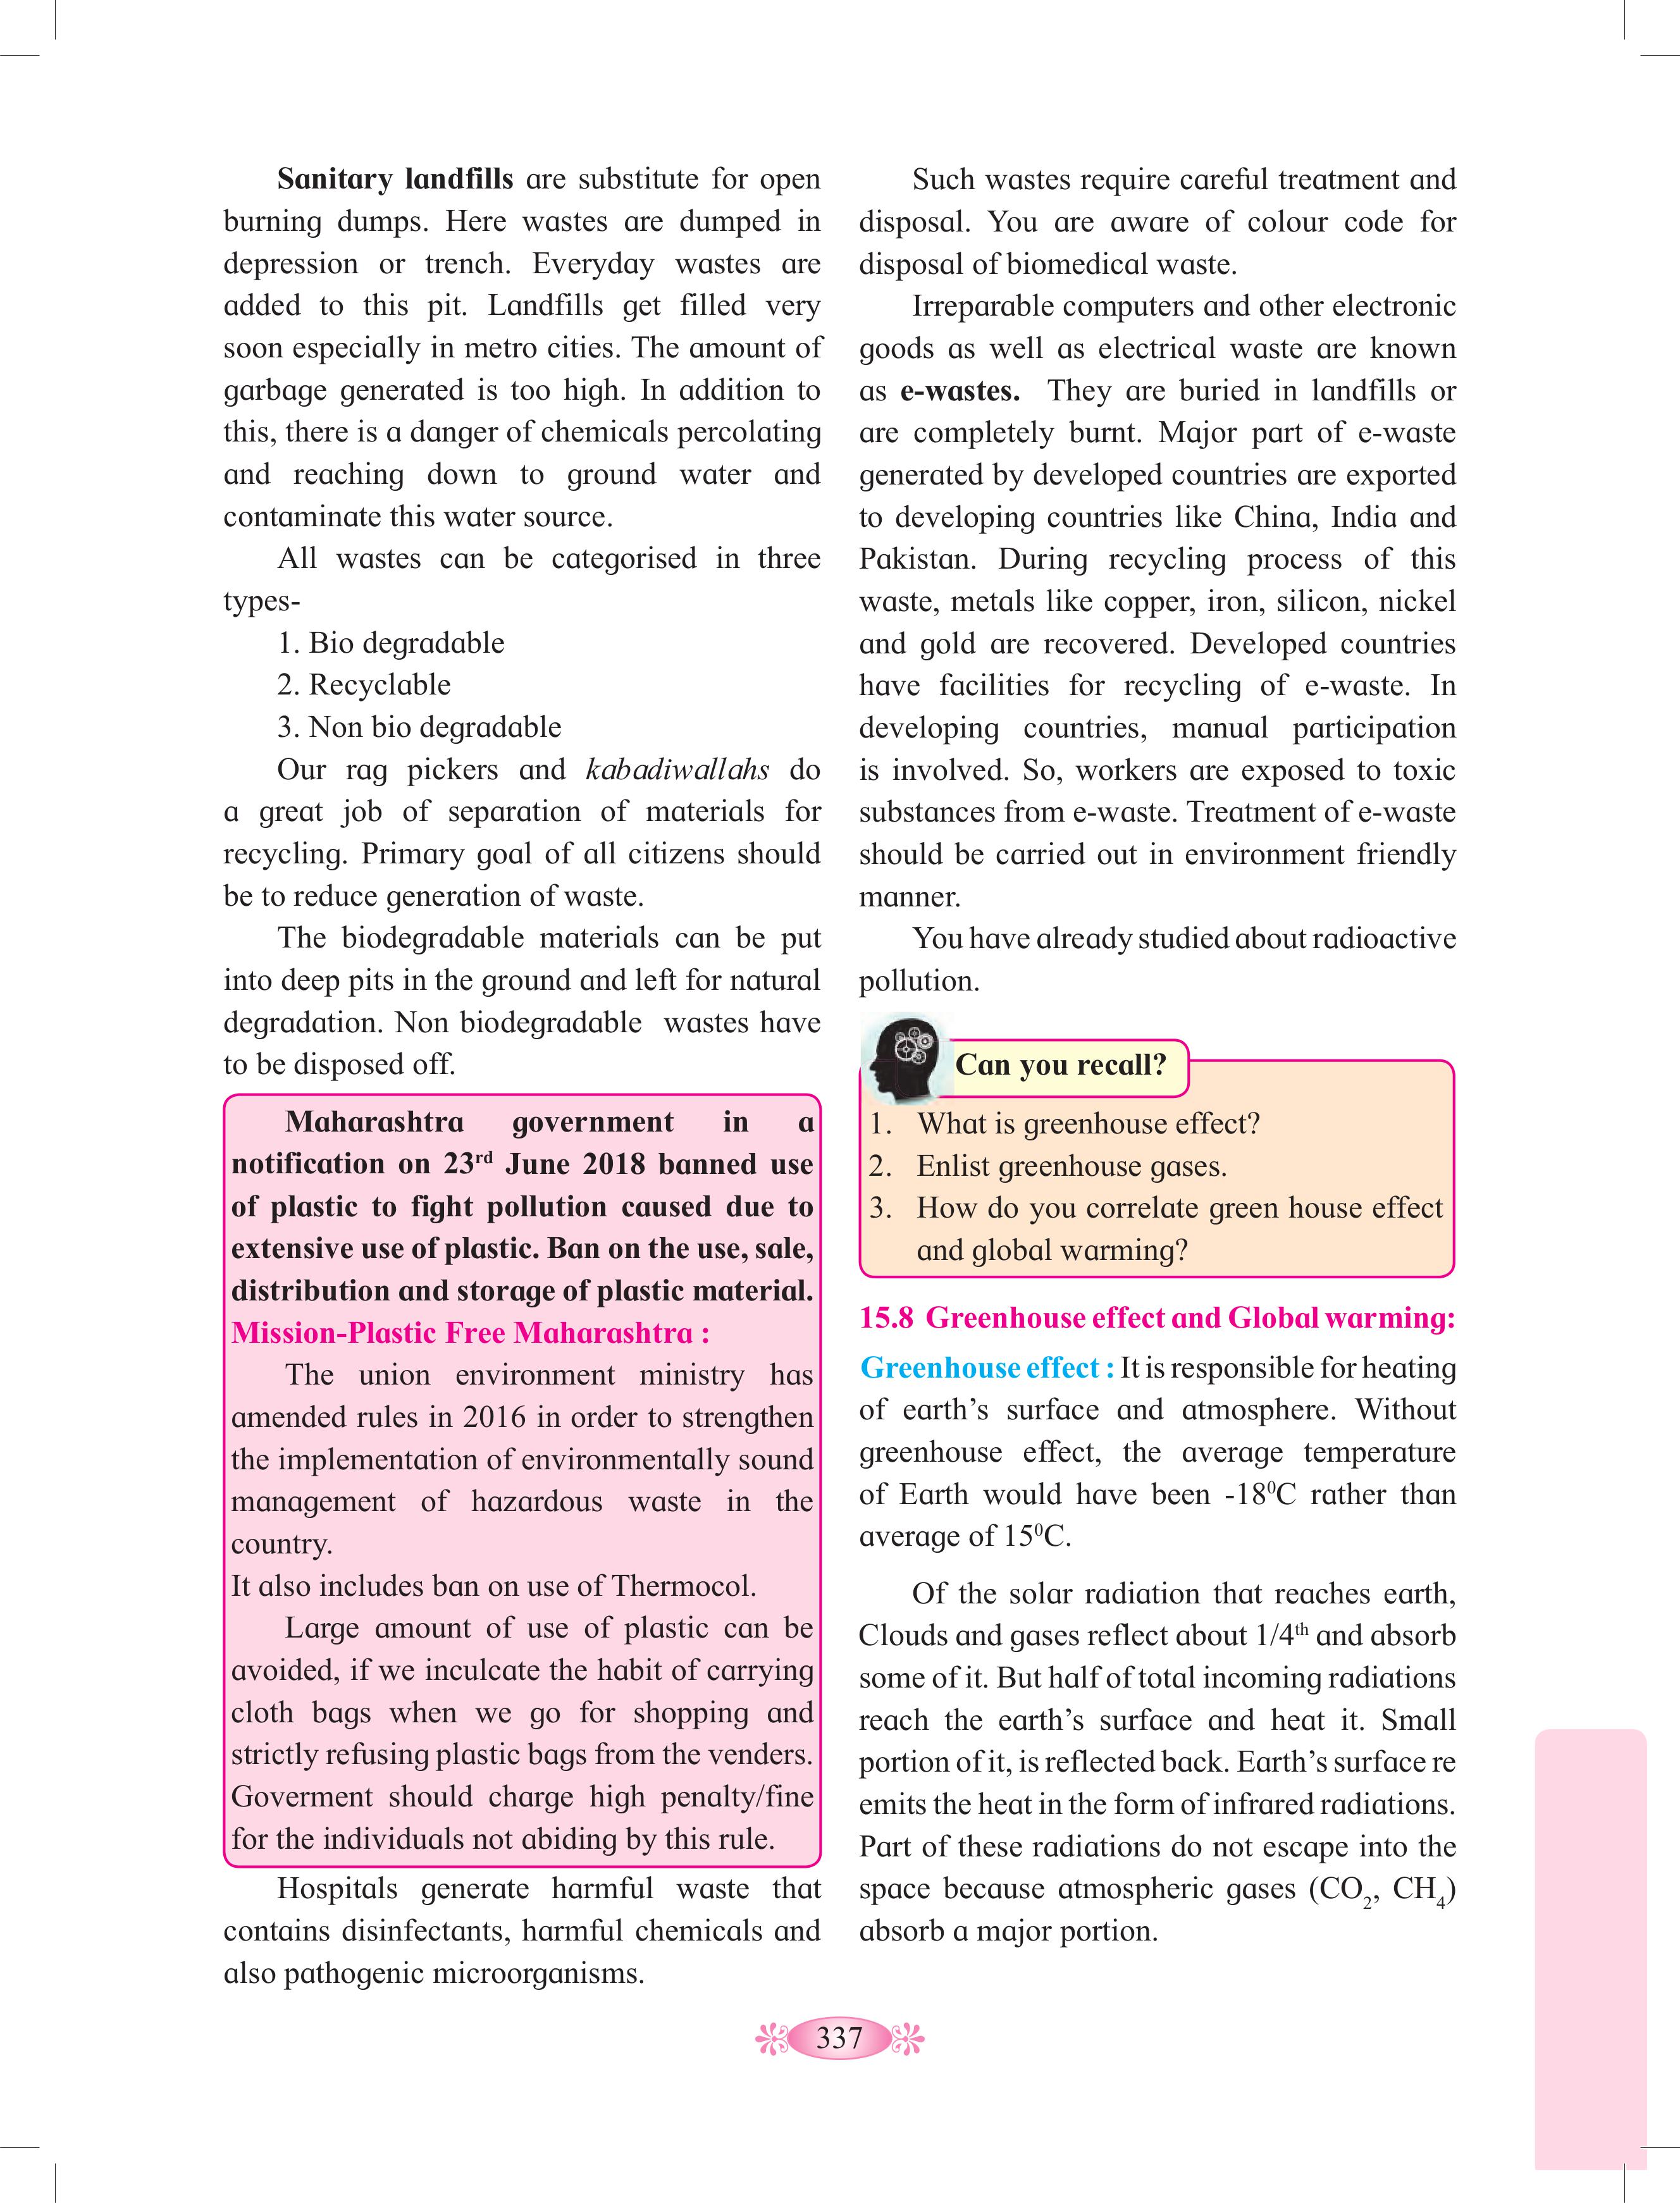 Sanitary landfills are substitute for open
burning dumps. Here wastes are dumped in
depression or trench. Everyday wastes are
added to this pit. Landfills get filled very
soon especially in metro cities. The amount of
garbage generated is too high. In addition to
this, there is a danger of chemicals percolating
and reaching down to ground water and
contaminate this water source.
All wastes can be categorised in three
types-
1. Bio degradable
2. Recyclable
3. Non bio degradable
Our rag pickers and kabadiwallahs do
a great job of separation of materials for
recycling. Primary goal of all citizens should
be to reduce generation of waste.
The biodegradable materials can be put
into deep pits in the ground and left for natural
degradation. Non biodegradable wastes have
to be disposed off.
Maharashtra government in a
notification on 23rd June 2018 banned use
of plastic to fight pollution caused due to
extensive use of plastic. Ban on the use, sale,
distribution and storage of plastic material.
Mission-Plastic Free Maharashtra :
The union environment ministry has
amended rules in 2016 in order to strengthen
the implementation of environmentally sound
management of hazardous waste in the
country.
It also includes ban on use of Thermocol.
Large amount of use of plastic can be
avoided, if we inculcate the habit of carrying
cloth bags when we go for shopping and
strictly refusing plastic bags from the venders.
Goverment should charge high penalty/fine
for the individuals not abiding by this rule.
Hospitals generate harmful waste that
contains disinfectants, harmful chemicals and
also pathogenic microorganisms.
Such wastes require careful treatment and
disposal. You are aware of colour code for
disposal of biomedical waste.
Irreparable computers and other electronic
goods as well as electrical waste are known
as e-wastes. They are buried in landfills or
are completely burnt. Major part of e-waste
generated by developed countries are exported
to developing countries like China, India and
Pakistan. During recycling process of this
waste, metals like copper, iron, silicon, nickel
and gold are recovered. Developed countries
have facilities for recycling of e-waste. In
developing countries, manual participation
is involved. So, workers are exposed to toxic
substances from e-waste. Treatment of e-waste
should be carried out in environment friendly
manner.
You have already studied about radioactive
pollution.
Can you recall?
1. What is greenhouse effect?
2. Enlist greenhouse gases.
3. How do you correlate green house effect
and global warming?
15.8 Greenhouse effect and Global warming:
Greenhouse effect : It is responsible for heating
of earth’s surface and atmosphere. Without
greenhouse effect, the average temperature
of Earth would have been -18⁰C rather than
average of 15⁰C.
Of the solar radiation that reaches earth,
Clouds and gases reflect about 1/4th and absorb
some of it. But half of total incoming radiations
reach the earth’s surface and heat it. Small
portion of it, is reflected back. Earth’s surface re
emits the heat in the form of infrared radiations.
Part of these radiations do not escape into the
space because atmospheric gases (CO₂, CH₄)
absorb a major portion.
337